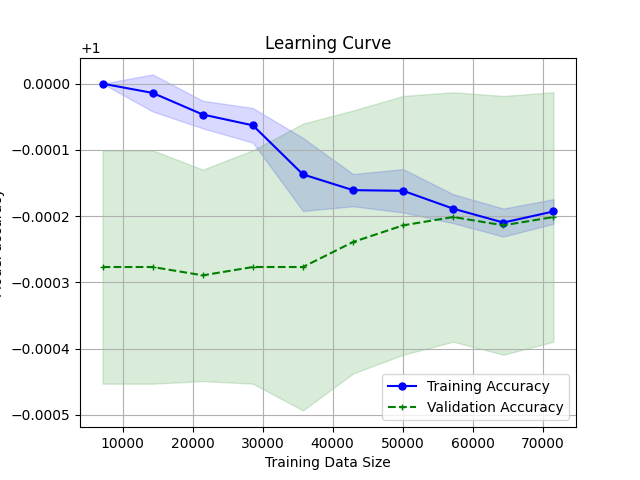 Learning Curve
+1
0.0000
−0.0001
−0.0002
−0.0003
−0.0004
−0.0005
10000 20000 30000 40000 50000 60000 70000
Training Data Size
Training Accuracy
Validation Accuracy